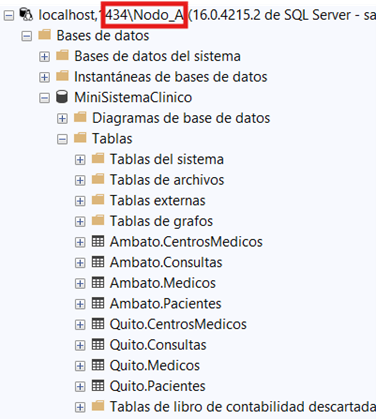 localhost,1434\Nodo_A (16.0.4215.2 de SQL Server - sa
Bases de datos
Bases de datos del sistema
Instantáneas de bases de datos
MiniSistemaClinico
Diagramas de base de datos
Tablas
Tablas del sistema
Tablas de archivos
Tablas externas
Tablas de grafos
Ambato.CentrosMedicos
Ambato.Consultas
Ambato.Medicos
Ambato.Pacientes
Quito.CentrosMedicos
Quito.Consultas
Quito.Medicos
Quito.Pacientes
Tablas de libro de contabilidad descartada